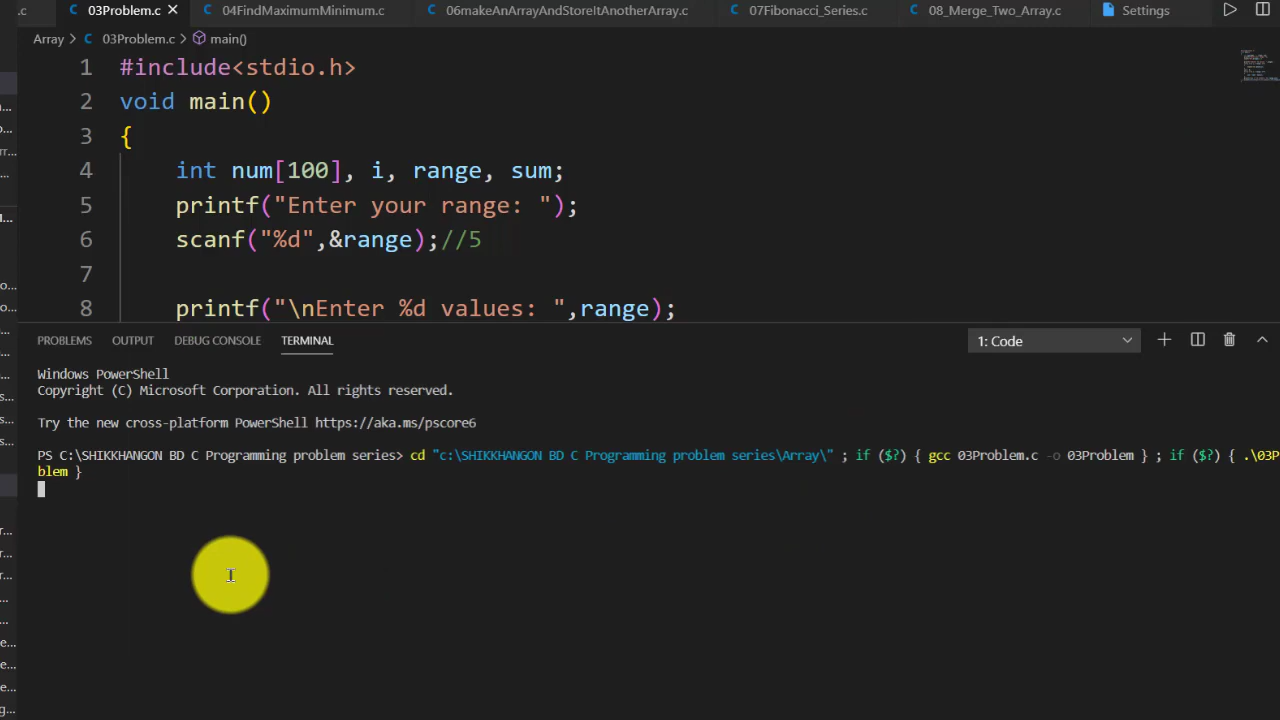 .c 03Problem.c 04FindMaximumMinimum.c 06makeAnArrayAndStoreItAnotherArray.c 07Fibonacci_Series.c 08_Merge_Two_Array.c Settings
Array > C 03Problem.c > main()
1 #include<stdio.h>
2 void main()
3 {
4 int num[100], i, range, sum;
5 printf("Enter your range: ");
6 scanf("%d",&range);//5
7
8 printf("\nEnter %d values: ",range);
PROBLEMS OUTPUT DEBUG CONSOLE TERMINAL 1: Code
Windows PowerShell
Copyright (C) Microsoft Corporation. All rights reserved.
Try the new cross-platform PowerShell https://aka.ms/pscore6
PS C:\SHIKKHANGON BD C Programming problem series> cd "c:\SHIKKHANGON BD C Programming problem series\Array\" ; if ($?) { gcc 03Problem.c -o 03Problem } ; if ($?) { .\03P
blem }